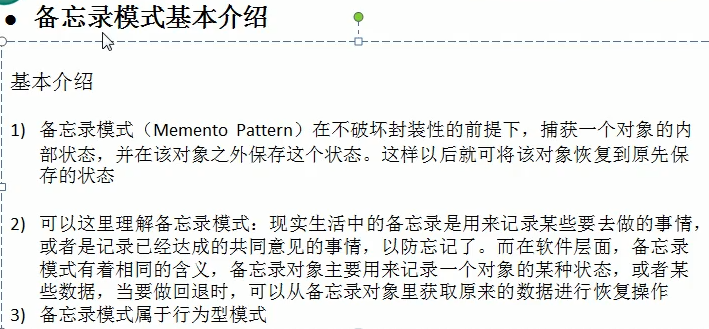 ● 备忘录模式基本介绍
基本介绍
1) 备忘录模式（Memento Pattern）在不破坏封装性的前提下，捕获一个对象的内
部状态，并在该对象之外保存这个状态。这样以后就可将该对象恢复到原先保
存的状态
2) 可以这里理解备忘录模式：现实生活中的备忘录是用来记录某些要去做的事情，
或者是记录已经达成的共同意见的事情，以防忘记了。而在软件层面，备忘录
模式有着相同的含义，备忘录对象主要用来记录一个对象的某种状态，或者某
些数据，当要做回退时，可以从备忘录对象里获取原来的数据进行恢复操作
3) 备忘录模式属于行为型模式